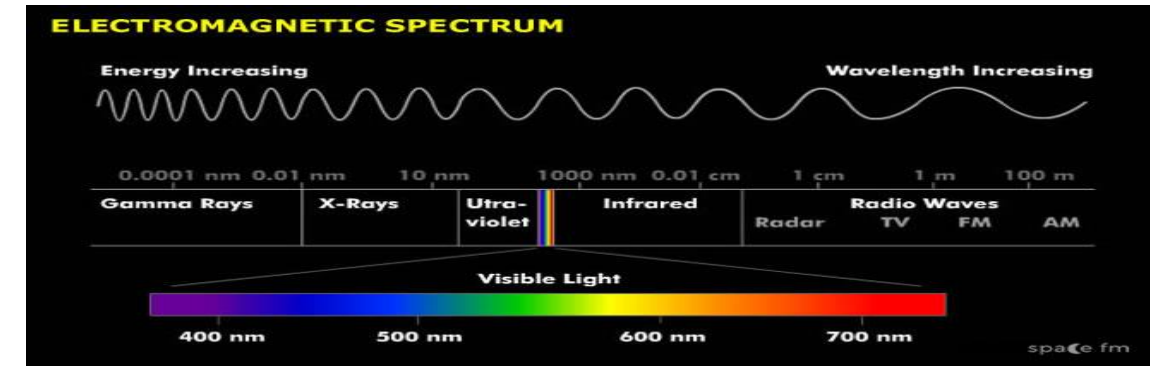 ELECTROMAGNETIC SPECTRUM
Energy Increasing Wavelength Increasing
0.0001 nm 0.01 nm 10 nm 1000 nm 0.01 cm 1 cm 1 m 100 m
Gamma Rays X-Rays Utra- Infrared Radio Waves
violet Radar TV FM AM
Visible Light
400 nm 500 nm 600 nm 700 nm
space fm